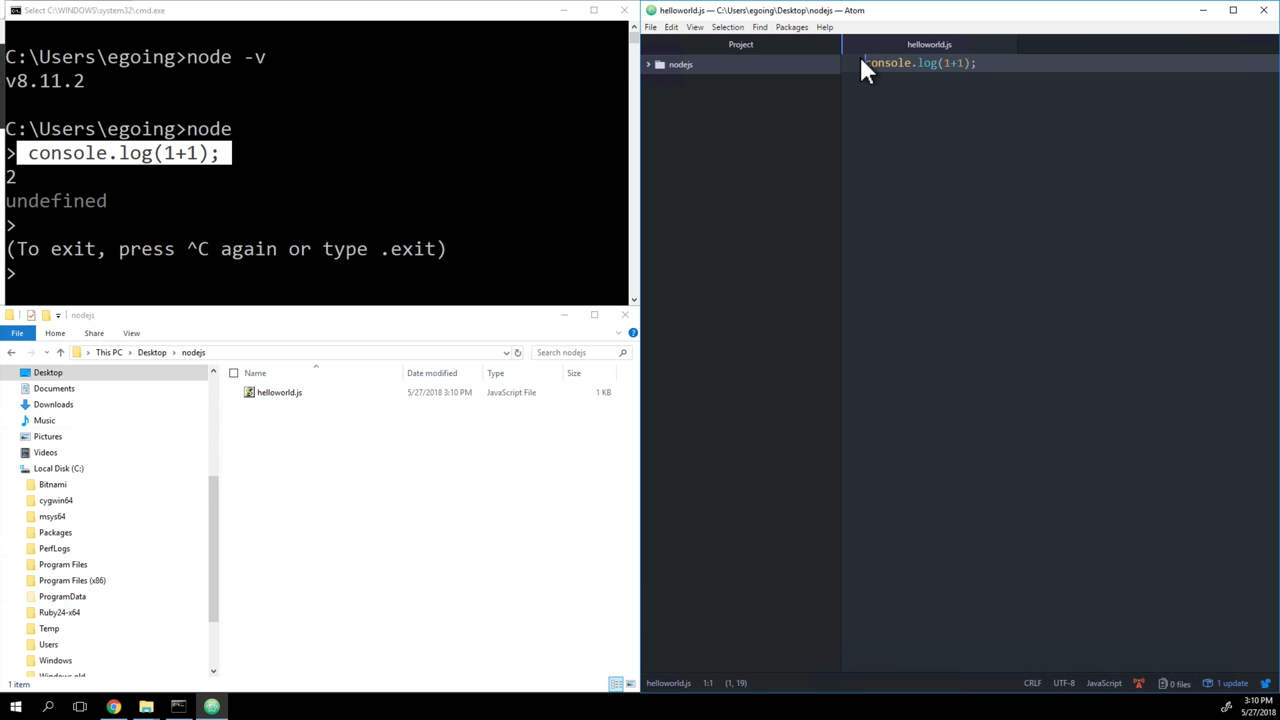 Select C:\WINDOWS\system32\cmd.exe
C:\Users\egoing>node -v
v8.11.2
C:\Users\egoing>node
> console.log(1+1);
2
undefined
>
(To exit, press ^C again or type .exit)
>
nodejs
File Home Share View
This PC Desktop nodejs
Search nodejs
Desktop
Documents
Downloads
Music
Pictures
Videos
Local Disk (C:)
Bitnami
cygwin64
msys64
Packages
PerfLogs
Program Files
Program Files (x86)
ProgramData
Ruby24-x64
Temp
Users
Windows
Windows.old
Name Date modified Type Size
helloworld.js 5/27/2018 3:10 PM JavaScript File 1 KB
1 item
helloworld.js — C:\Users\egoing\Desktop\nodejs — Atom
File Edit View Selection Find Packages Help
Project
nodejs
helloworld.js
console.log(1+1);
helloworld.js 1:1 (1, 19)
CRLF UTF-8 JavaScript 0 files 1 update
3:10 PM
5/27/2018